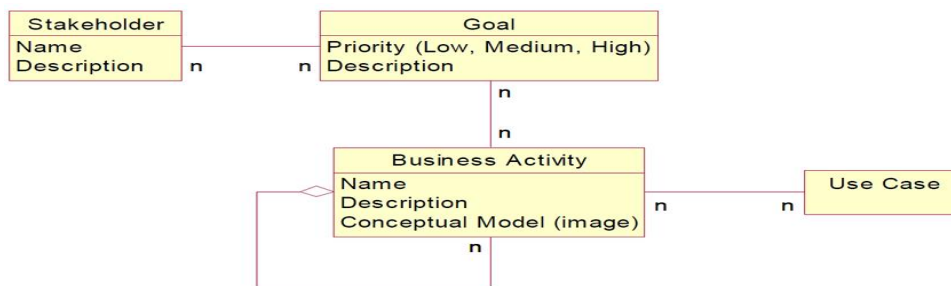 Stakeholder
Name
Description
n
n
Goal
Priority (Low, Medium, High)
Description
n
n
Business Activity
Name
Description
Conceptual Model (image)
n
n
n
Use Case